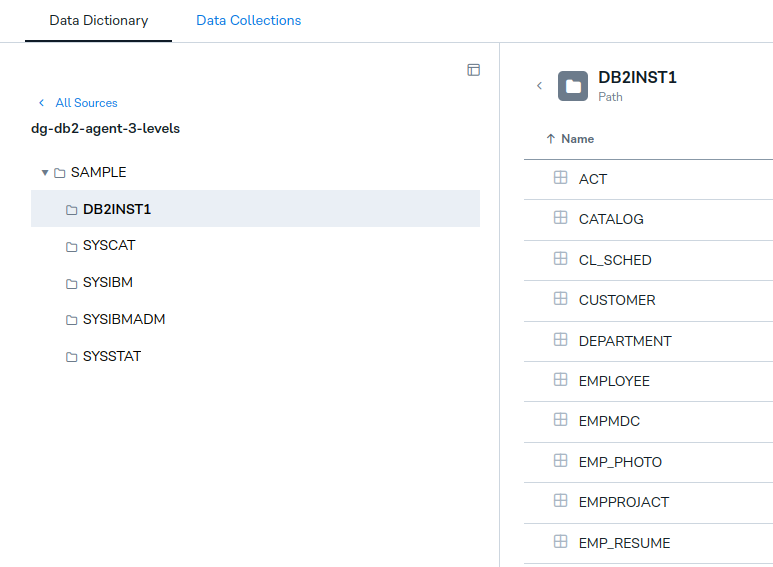 Data Dictionary
Data Collections
All Sources
dg-db2-agent-3-levels
SAMPLE
DB2INST1
SYSCAT
SYSIBM
SYSIBMADM
SYSSTAT
DB2INST1
Path
Name
ACT
CATALOG
CL_SCHED
CUSTOMER
DEPARTMENT
EMPLOYEE
EMPMDC
EMP_PHOTO
EMPPROJACT
EMP_RESUME